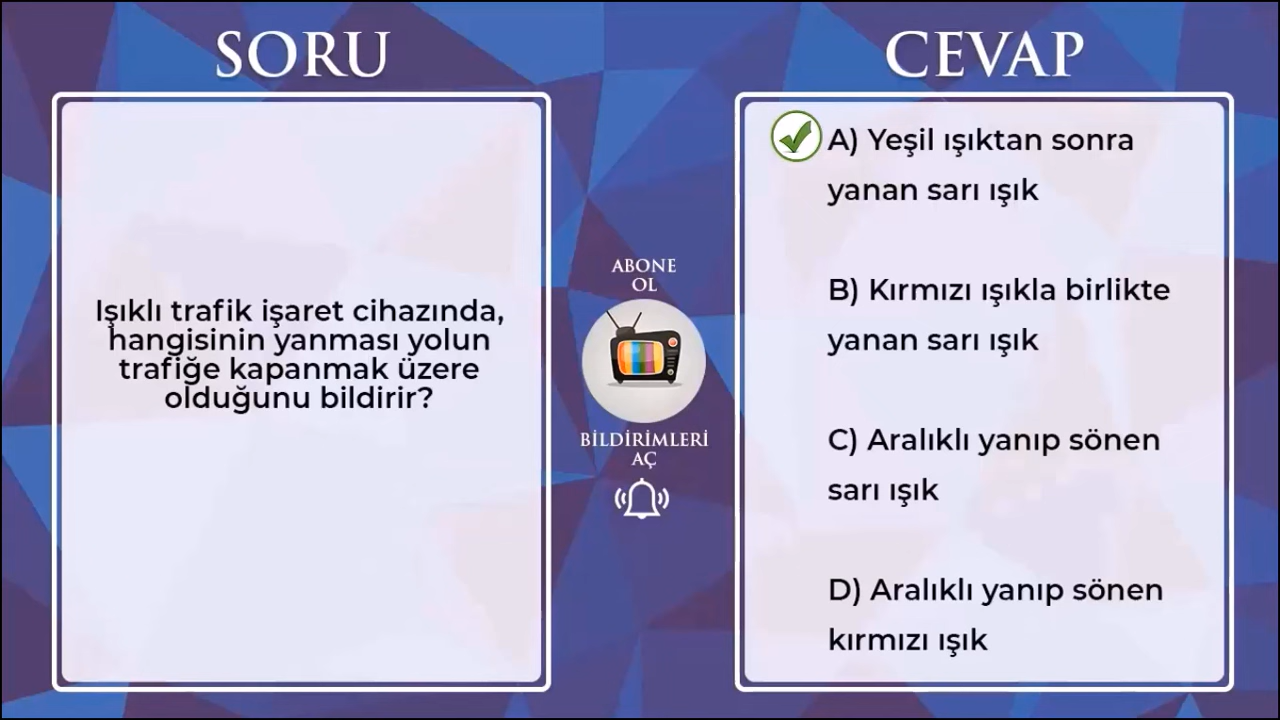 SORU
Işıklı trafik işaret cihazında,
hangisinin yanması yolun
trafiğe kapanmak üzere
olduğunu bildirir?
ABONE
OL
BİLDİRİMLERİ
AÇ
CEVAP
A) Yeşil ışıktan sonra
yanan sarı ışık
B) Kırmızı ışıkla birlikte
yanan sarı ışık
C) Aralıklı yanıp sönen
sarı ışık
D) Aralıklı yanıp sönen
kırmızı ışık